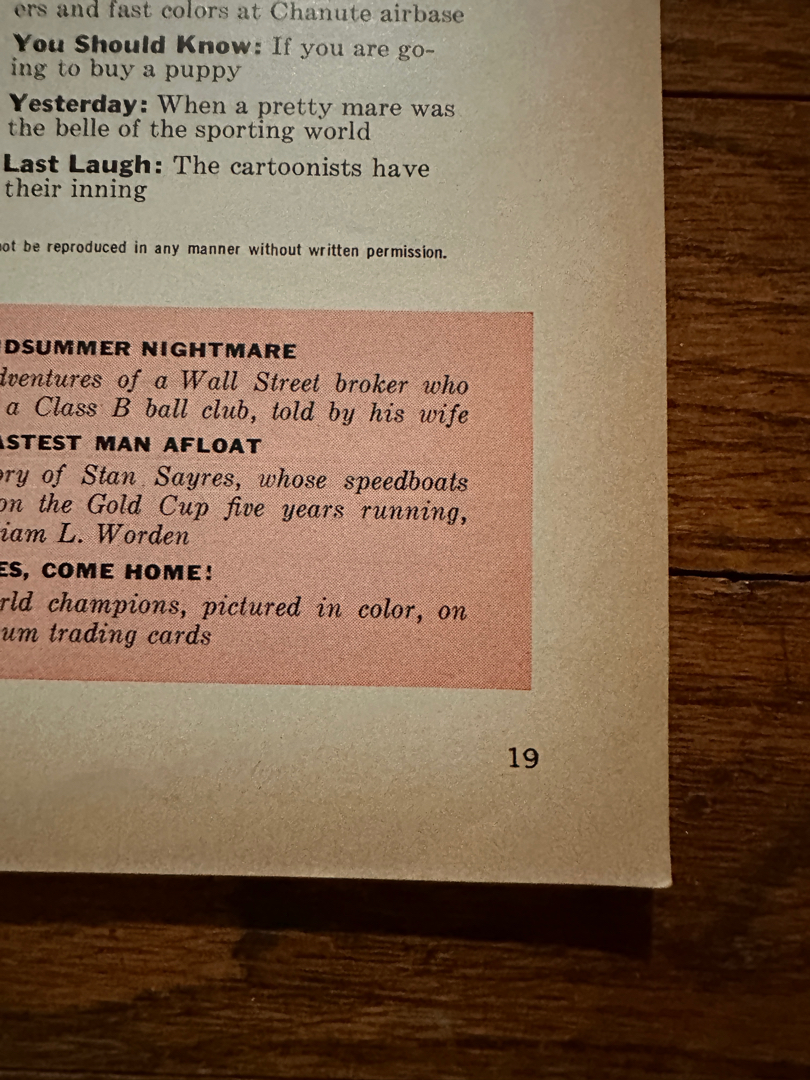 ers and fast colors at Chanute airbase
You Should Know: If you are go-
ing to buy a puppy
Yesterday: When a pretty mare was
the belle of the sporting world
Last Laugh: The cartoonists have
their inning
not be reproduced in any manner without written permission.
DSUMMER NIGHTMARE
dventures of a Wall Street broker who
a Class B ball club, told by his wife
ASTEST MAN AFLOAT
ory of Stan Sayres, whose speedboats
on the Gold Cup five years running,
iam L. Worden
ES, COME HOME!
rld champions, pictured in color, on
um trading cards
19